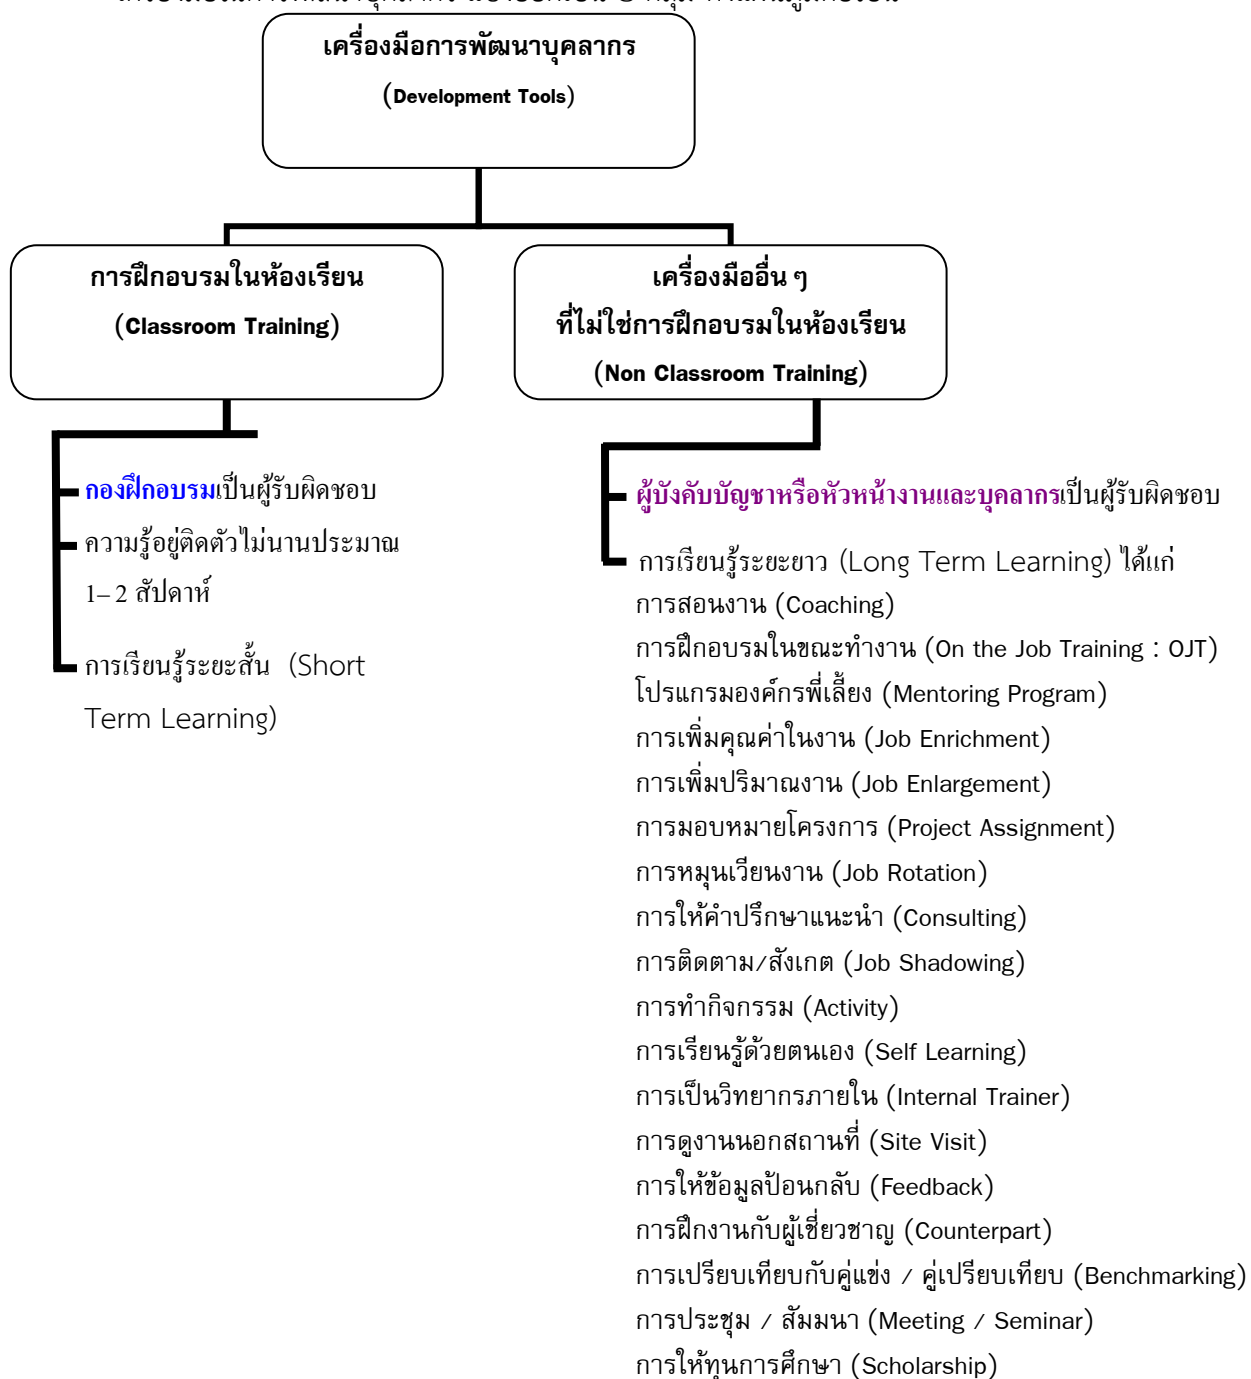 เครื่องมือการพัฒนาบุคลากร
(Development Tools)
การฝึกอบรมในห้องเรียน
(Classroom Training)
เครื่องมืออื่น ๆ
ที่ไม่ใช่การฝึกอบรมในห้องเรียน
(Non Classroom Training)
กองฝึกอบรมเป็นผู้รับผิดชอบ
ความรู้อยู่ติดตัวไม่นานประมาณ
1– 2 สัปดาห์
การเรียนรู้ระยะสั้น (Short
Term Learning)
ผู้บังคับบัญชาหรือหัวหน้างานและบุคลากรเป็นผู้รับผิดชอบ
การเรียนรู้ระยะยาว (Long Term Learning) ได้แก่
การสอนงาน (Coaching)
การฝึกอบรมในขณะทำงาน (On the Job Training : OJT)
โปรแกรมองค์กรพี่เลี้ยง (Mentoring Program)
การเพิ่มคุณค่าในงาน (Job Enrichment)
การเพิ่มปริมาณงาน (Job Enlargement)
การมอบหมายโครงการ (Project Assignment)
การหมุนเวียนงาน (Job Rotation)
การให้คำปรึกษาแนะนำ (Consulting)
การติดตาม/สังเกต (Job Shadowing)
การทำกิจกรรม (Activity)
การเรียนรู้ด้วยตนเอง (Self Learning)
การเป็นวิทยากรภายใน (Internal Trainer)
การดูงานนอกสถานที่ (Site Visit)
การให้ข้อมูลป้อนกลับ (Feedback)
การฝึกงานกับผู้เชี่ยวชาญ (Counterpart)
การเปรียบเทียบกับคู่แข่ง / คู่เปรียบเทียบ (Benchmarking)
การประชุม / สัมมนา (Meeting / Seminar)
การให้ทุนการศึกษา (Scholarship)